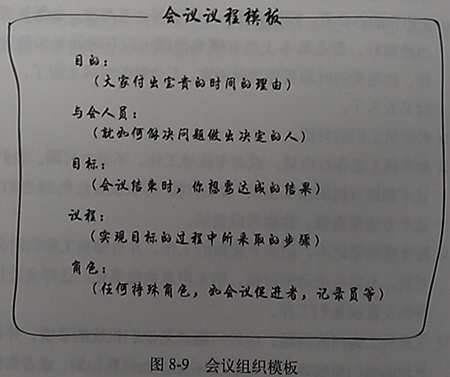 会议议程模板
目的：
（大家付出宝贵的时间的理由）
与会人员：
（就如何解决问题做出决定的人）
目标：
（会议结束时，你想要达成的结果）
议程：
（实现目标的过程中所采取的步骤）
角色：
（任何特殊角色，如会议促进者，记录员等）
图 8-9 会议组织模板